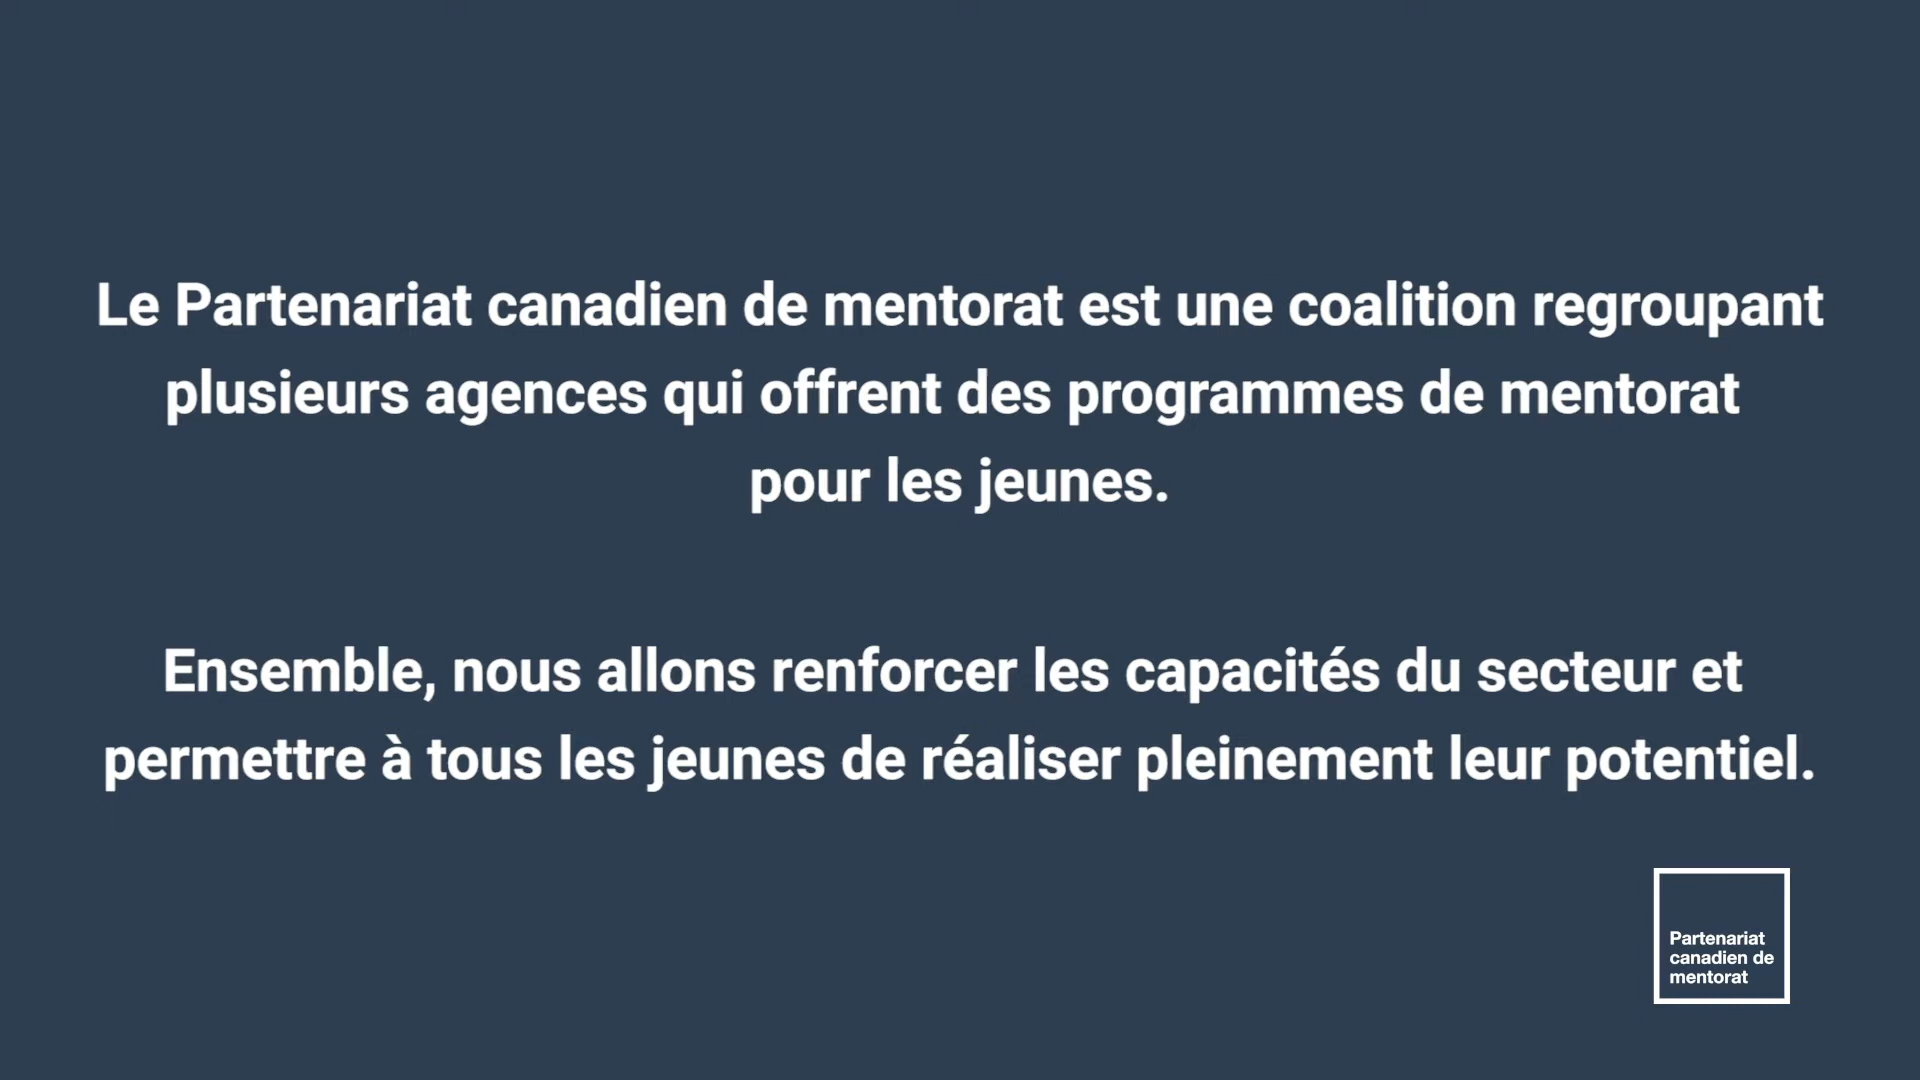 Le Partenariat canadien de mentorat est une coalition regroupant
plusieurs agences qui offrent des programmes de mentorat
pour les jeunes.
Ensemble, nous allons renforcer les capacités du secteur et
permettre à tous les jeunes de réaliser pleinement leur potentiel.
Partenariat
canadien de
mentorat